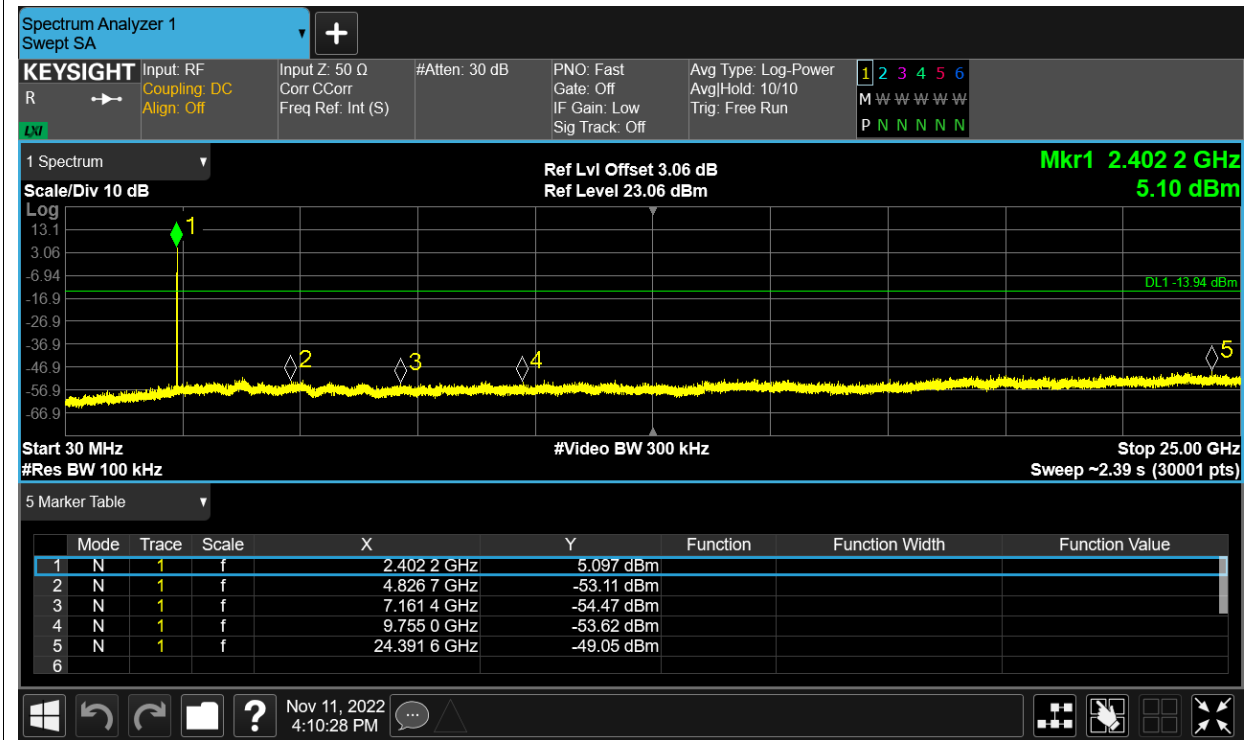 Spectrum Analyzer 1
Swept SA
+
KEYSIGHT
R
LXI
Input: RF
Coupling: DC
Align: Off
Input Z: 50 Ω
Corr CCorr
Freq Ref: Int (S)
#Atten: 30 dB
PNO: Fast
Gate: Off
IF Gain: Low
Sig Track: Off
Avg Type: Log-Power
Avg|Hold: 10/10
Trig: Free Run
1 2 3 4 5 6
M W W W W W
P N N N N N
1 Spectrum
Scale/Div 10 dB
Ref Lvl Offset 3.06 dB
Ref Level 23.06 dBm
Mkr1 2.402 2 GHz
5.10 dBm
Log
13.1
3.06
-6.94
-16.9
-26.9
-36.9
-46.9
-56.9
-66.9
1
DL1 -13.94 dBm
2
3
4
5
Start 30 MHz
#Video BW 300 kHz
Stop 25.00 GHz
#Res BW 100 kHz
Sweep ~2.39 s (30001 pts)
5 Marker Table
Mode Trace Scale X Y Function Function Width Function Value
1 N 1 f 2.402 2 GHz 5.097 dBm
2 N 1 f 4.826 7 GHz -53.11 dBm
3 N 1 f 7.161 4 GHz -54.47 dBm
4 N 1 f 9.755 0 GHz -53.62 dBm
5 N 1 f 24.391 6 GHz -49.05 dBm
6
?
Nov 11, 2022
4:10:28 PM